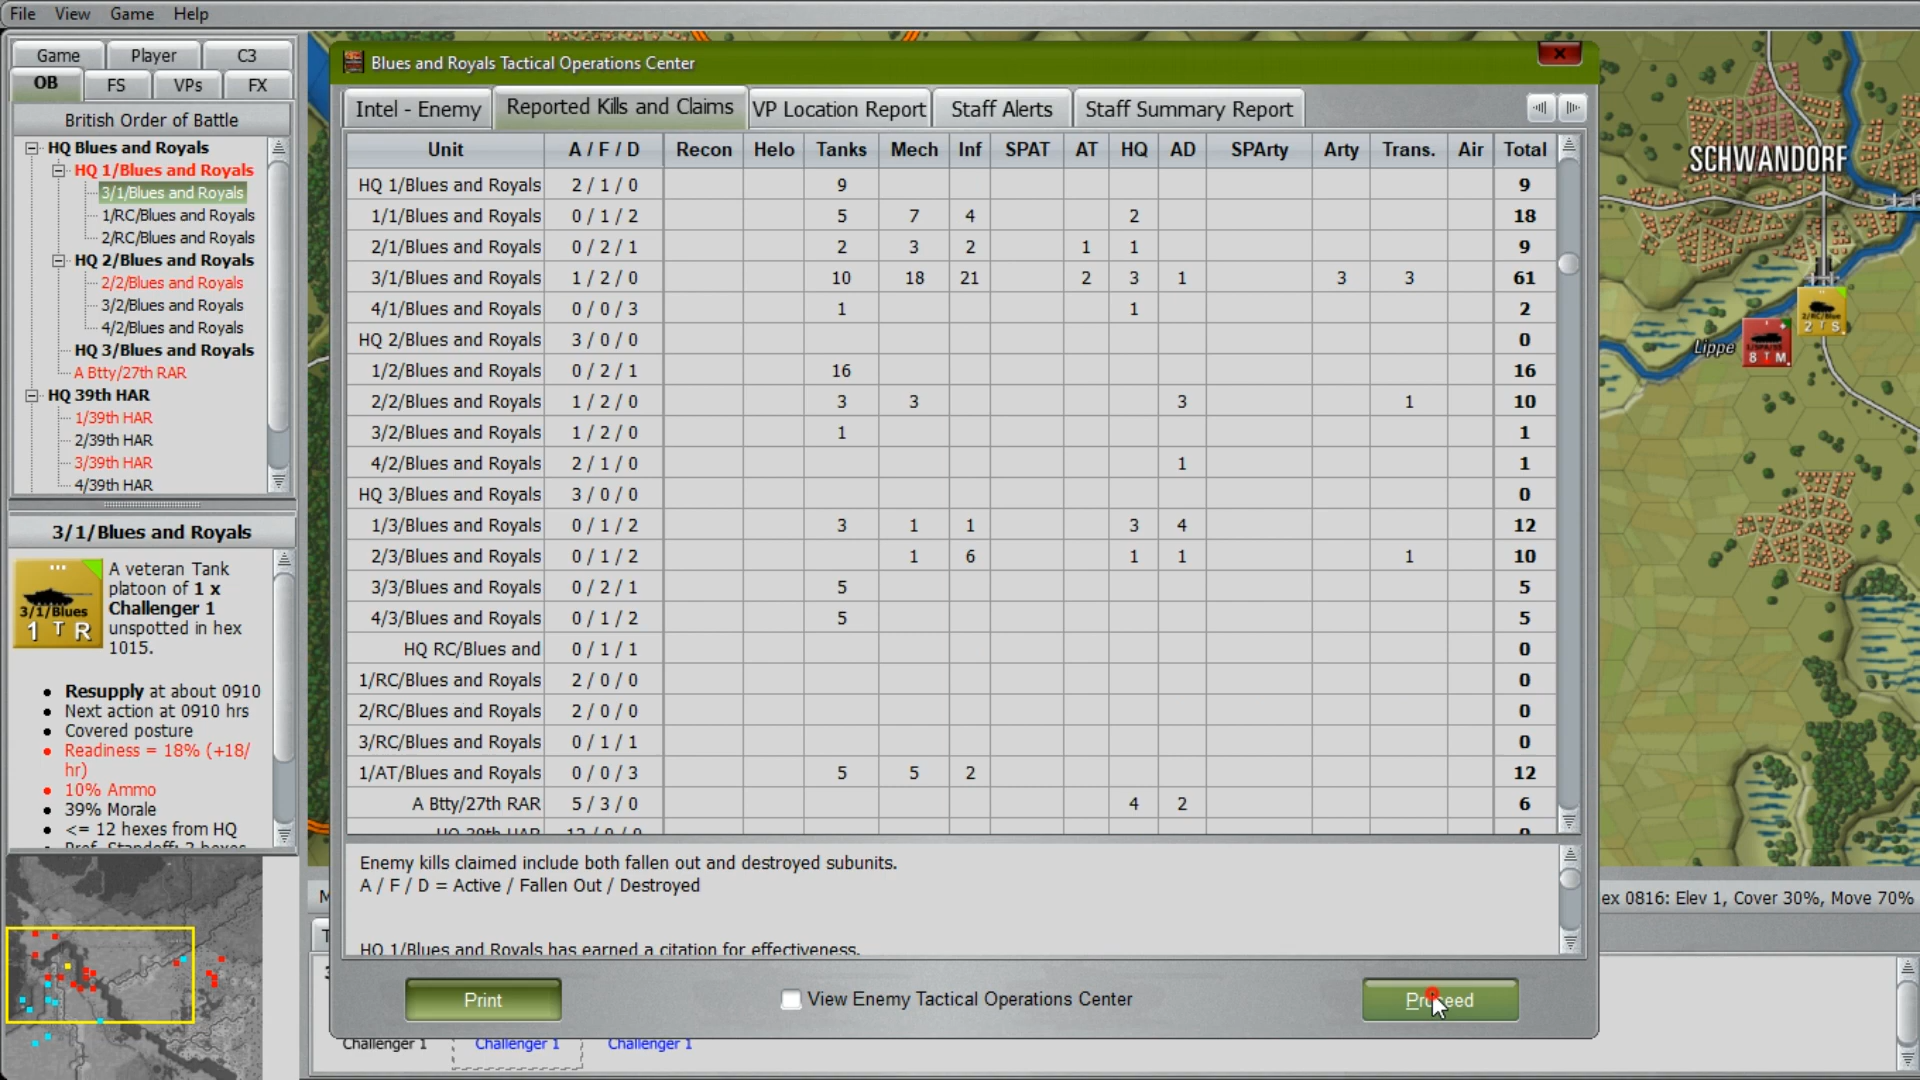 File View Game Help
Game Player C3
OB FS VPs FX
British Order of Battle
HQ Blues and Royals
HQ 1/Blues and Royals
3/1/Blues and Royals
1/RC/Blues and Royals
2/RC/Blues and Royals
HQ 2/Blues and Royals
2/2/Blues and Royals
3/2/Blues and Royals
4/2/Blues and Royals
HQ 3/Blues and Royals
A Btty/27th RAR
HQ 39th HAR
1/39th HAR
2/39th HAR
3/39th HAR
4/39th HAR
3/1/Blues and Royals
3/1/Blues
1 T R
A veteran Tank
platoon of 1 x
Challenger 1
unspotted in hex
1015.
Resupply at about 0910
Next action at 0910 hrs
Covered posture
Readiness = 18% (+18/
hr)
10% Ammo
39% Morale
<= 12 hexes from HQ
Pref. Standoff: 2 hexes
Blues and Royals Tactical Operations Center
Intel - Enemy Reported Kills and Claims VP Location Report Staff Alerts Staff Summary Report
Unit A / F / D Recon Helo Tanks Mech Inf SPAT AT HQ AD SPArty Arty Trans. Air Total
HQ 1/Blues and Royals 2 / 1 / 0 9 9
1/1/Blues and Royals 0 / 1 / 2 5 7 4 2 18
2/1/Blues and Royals 0 / 2 / 1 2 3 2 1 1 9
3/1/Blues and Royals 1 / 2 / 0 10 18 21 2 3 1 3 3 61
4/1/Blues and Royals 0 / 0 / 3 1 1 2
HQ 2/Blues and Royals 3 / 0 / 0 0
1/2/Blues and Royals 0 / 2 / 1 16 16
2/2/Blues and Royals 1 / 2 / 0 3 3 3 1 10
3/2/Blues and Royals 1 / 2 / 0 1 1
4/2/Blues and Royals 2 / 1 / 0 1 1
HQ 3/Blues and Royals 3 / 0 / 0 0
1/3/Blues and Royals 0 / 1 / 2 3 1 1 3 4 12
2/3/Blues and Royals 0 / 1 / 2 1 6 1 1 1 10
3/3/Blues and Royals 0 / 2 / 1 5 5
4/3/Blues and Royals 0 / 1 / 2 5 5
HQ RC/Blues and 0 / 1 / 1 0
1/RC/Blues and Royals 2 / 0 / 0 0
2/RC/Blues and Royals 2 / 0 / 0 0
3/RC/Blues and Royals 0 / 1 / 1 0
1/AT/Blues and Royals 0 / 0 / 3 5 5 2 12
A Btty/27th RAR 5 / 3 / 0 4 2 6
HQ 39th HAR 12 / 0 / 0 0
Enemy kills claimed include both fallen out and destroyed subunits.
A / F / D = Active / Fallen Out / Destroyed
HQ 1/Blues and Royals has earned a citation for effectiveness.
Print View Enemy Tactical Operations Center Proceed
Challenger 1 Challenger 1 Challenger 1
SCHWANDORF
2/RC/Blue
2 T S
Lippe
8 T M
ex 0816: Elev 1, Cover 30%, Move 70%